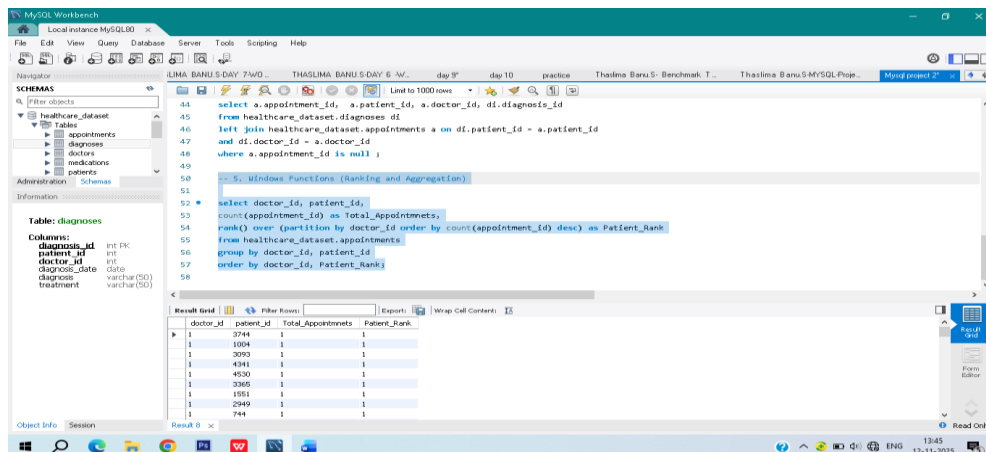 MySQL Workbench
Local instance MySQL80 ×
File Edit View Query Database Server Tools Scripting Help
Navigator
LIMA BANU.S-DAY 7-WO... THASLIMA BANU.S-DAY 6 -W... day 9* day 10 practice Thaslima Banu.S- Benchmark T... Thaslima Banu.S-MYSQL-Proje... Mysql project 2* ×
SCHEMAS
Filter objects
healthcare_dataset
Tables
appointments
diagnoses
doctors
medications
patients
Administration Schemas
Information
Table: diagnoses
Columns:
diagnosis_id int PK
patient_id int
doctor_id int
diagnosis_date date
diagnosis varchar(50)
treatment varchar(50)
Object Info Session
Limit to 1000 rows
44 select a.appointment_id, a.patient_id, a.doctor_id, di.diagnosis_id
45 from healthcare_dataset.diagnoses di
46 left join healthcare_dataset.appointments a on di.patient_id = a.patient_id
47 and di.doctor_id = a.doctor_id
48 where a.appointment_id is null ;
49
50 -- 5. Windows Functions (Ranking and Aggregation)
51
52 select doctor_id, patient_id,
53 count(appointment_id) as Total_Appointmnets,
54 rank() over (partition by doctor_id order by count(appointment_id) desc) as Patient_Rank
55 from healthcare_dataset.appointments
56 group by doctor_id, patient_id
57 order by doctor_id, Patient_Rank;
58
Result Grid Filter Rows: Export: Wrap Cell Content:
doctor_id patient_id Total_Appointmnets Patient_Rank
1 3744 1 1
1 1004 1 1
1 3093 1 1
1 4341 1 1
1 4530 1 1
1 3365 1 1
1 1551 1 1
1 2949 1 1
1 744 1 1
Result Grid
Form Editor
Result 8 ×
Read Onl
Ps
W
ENG
13:45
12-11-2025